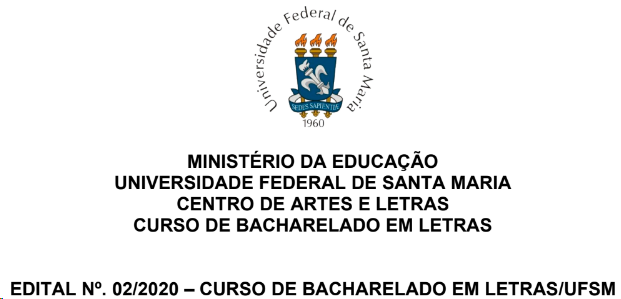 Universidade Federal de Santa Maria
SEDES SAPIENTIAE
1960
MINISTÉRIO DA EDUCAÇÃO
UNIVERSIDADE FEDERAL DE SANTA MARIA
CENTRO DE ARTES E LETRAS
CURSO DE BACHARELADO EM LETRAS
EDITAL Nº. 02/2020 – CURSO DE BACHARELADO EM LETRAS/UFSM